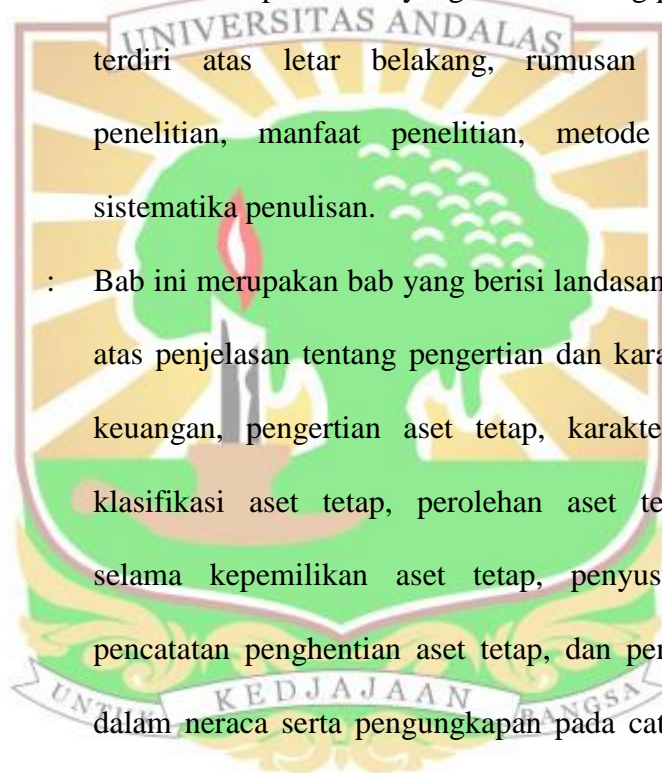 UNIVERSITAS ANDALAS
terdiri atas letar belakang, rumusan
penelitian, manfaat penelitian, metode
sistematika penulisan.
: Bab ini merupakan bab yang berisi landasan
atas penjelasan tentang pengertian dan kara
keuangan, pengertian aset tetap, karakte
klasifikasi aset tetap, perolehan aset te
selama kepemilikan aset tetap, penyus
pencatatan penghentian aset tetap, dan pe
dalam neraca serta pengungkapan pada cat
UNTUK KEDJAJAAN BANGSA